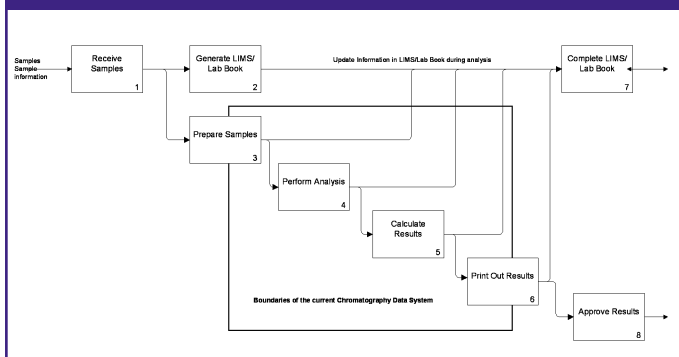 Samples
Sample
information
Receive
Samples
1
Generate LIMS/
Lab Book
2
Update Information in LIMS/Lab Book during analysis
Complete LIMS/
Lab Book
7
Prepare Samples
3
Perform Analysis
4
Calculate
Results
5
Print Out Results
6
Boundaries of the current Chromatography Data System
Approve Results
8